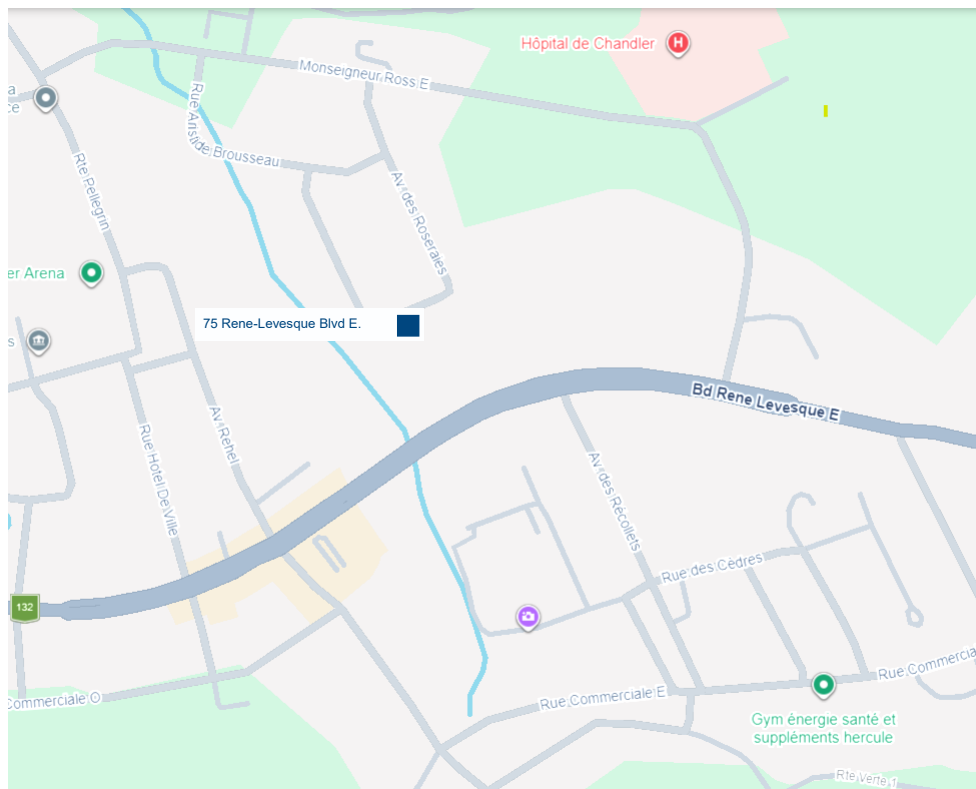 Hôpital de Chandler
H
Monseigneur Ross E
Rue Aristide Brousseau
Rte Pellegrin
Av. des Roseraies
er Arena
75 Rene-Levesque Blvd E.
s
Bd Rene Levesque E
Av. Rehel
Rue Hotel De Ville
Av. des Récollets
Rue des Cèdres
132
Rue Commercia
Commerciale O
Rue Commerciale E
Gym énergie santé et
suppléments hercule
Rte Verte 1